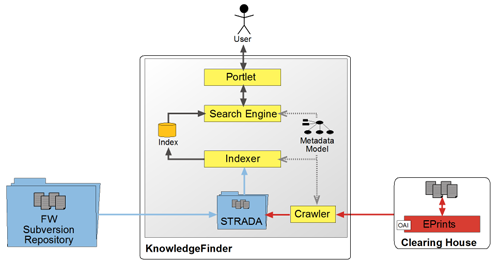 User
Portlet
Search Engine
Index
Metadata
Model
Indexer
STRADA
Crawler
FW
Subversion
Repository
OAI
EPrints
KnowledgeFinder
Clearing House